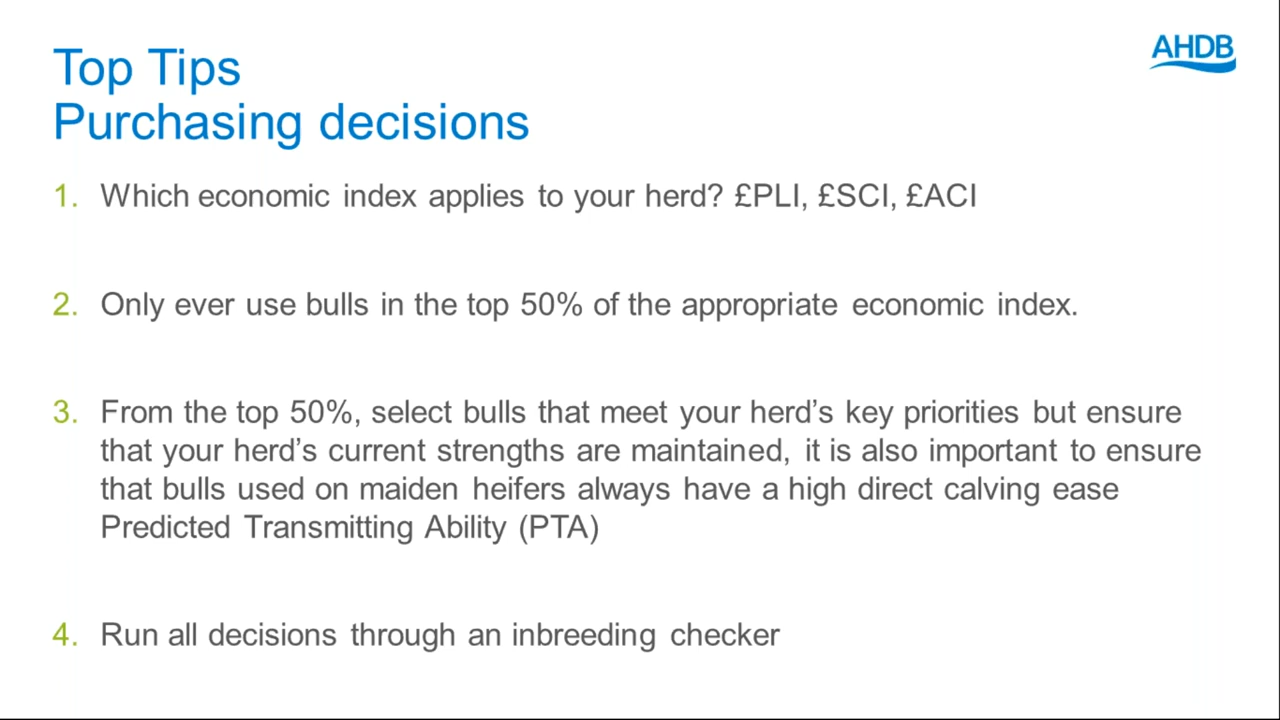 Top Tips
Purchasing decisions
AHDB
1. Which economic index applies to your herd? £PLI, £SCI, £ACI
2. Only ever use bulls in the top 50% of the appropriate economic index.
3. From the top 50%, select bulls that meet your herd’s key priorities but ensure
that your herd’s current strengths are maintained, it is also important to ensure
that bulls used on maiden heifers always have a high direct calving ease
Predicted Transmitting Ability (PTA)
4. Run all decisions through an inbreeding checker